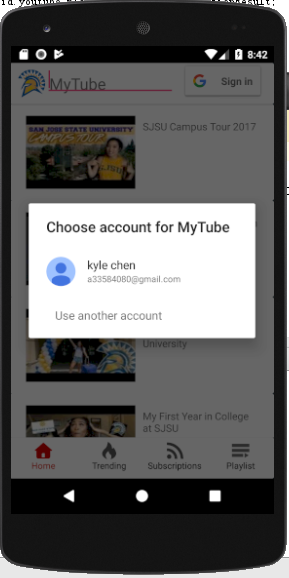 8:42
MyTube
Sign in
SAN JOSE STATE UNIVERSITY
SJSU Campus Tour 2017
Choose account for MyTube
kyle chen
a33584080@gmail.com
Use another account
University
My First Year in College
at SJSU
Home
Trending
Subscriptions
Playlist